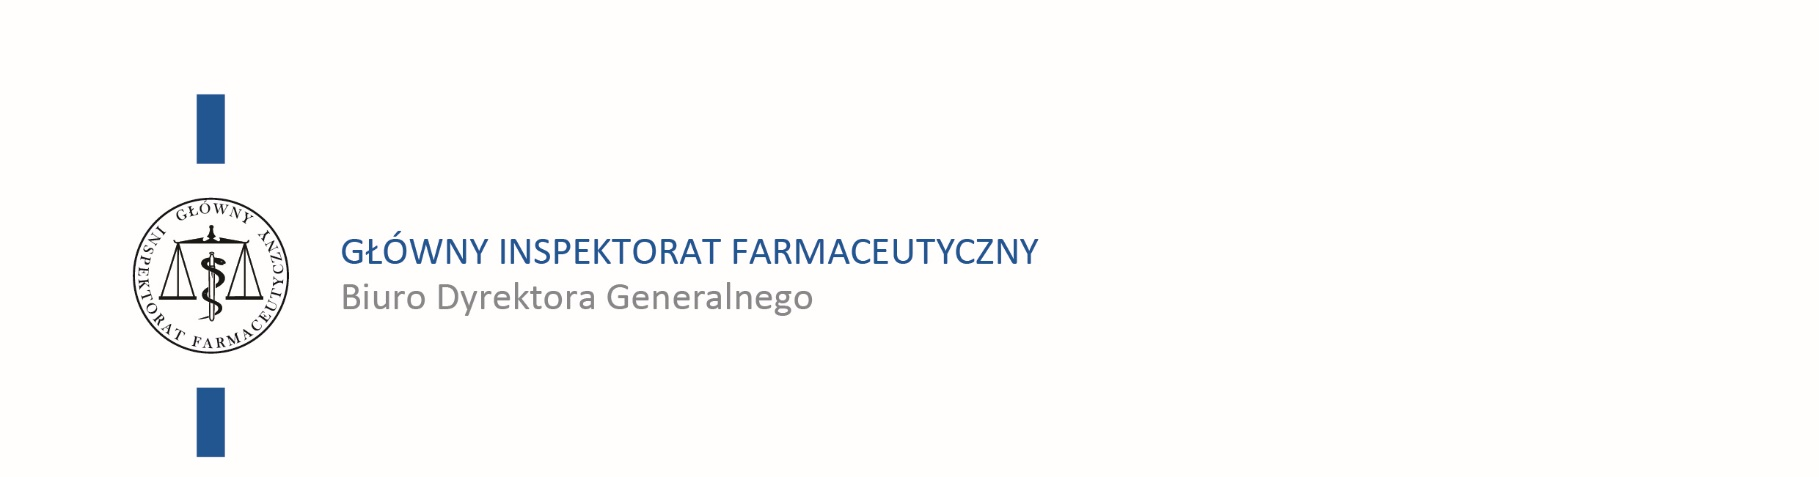 GŁÓWNY INSPEKTORAT FARMACEUTYCZNY
GŁÓWNY INSPEKTORAT FARMACEUTYCZNY
Biuro Dyrektora Generalnego